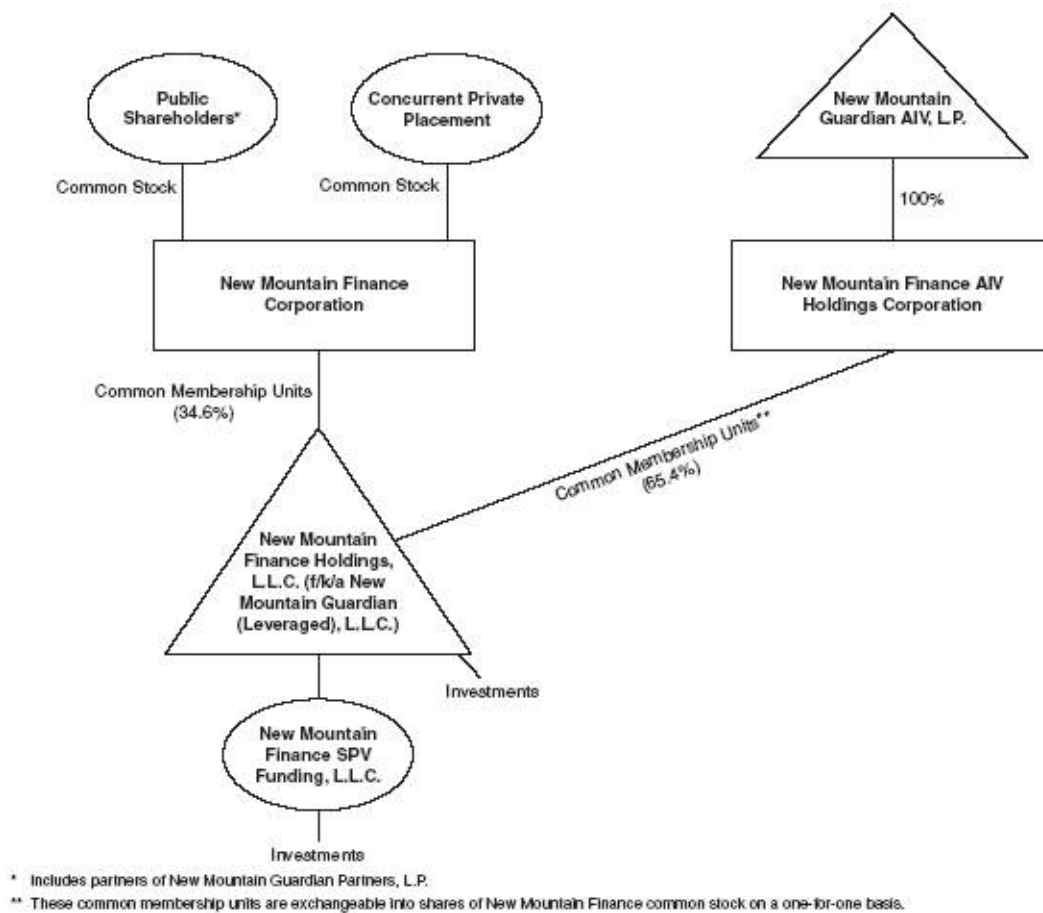 Public
Shareholders*
Concurrent Private
Placement
New Mountain
Guardian AIV, L.P.
Common Stock
Common Stock
100%
New Mountain Finance
Corporation
New Mountain Finance AIV
Holdings Corporation
Common Membership Units
(34.6%)
Common Membership Units**
(65.4%)
New Mountain
Finance Holdings,
L.L.C. (f/k/a New
Mountain Guardian
(Leveraged), L.L.C.)
Investments
New Mountain
Finance SPV
Funding, L.L.C.
Investments
* Includes partners of New Mountain Guardian Partners, L.P.
** These common membership units are exchangeable into shares of New Mountain Finance common stock on a one-for-one basis.